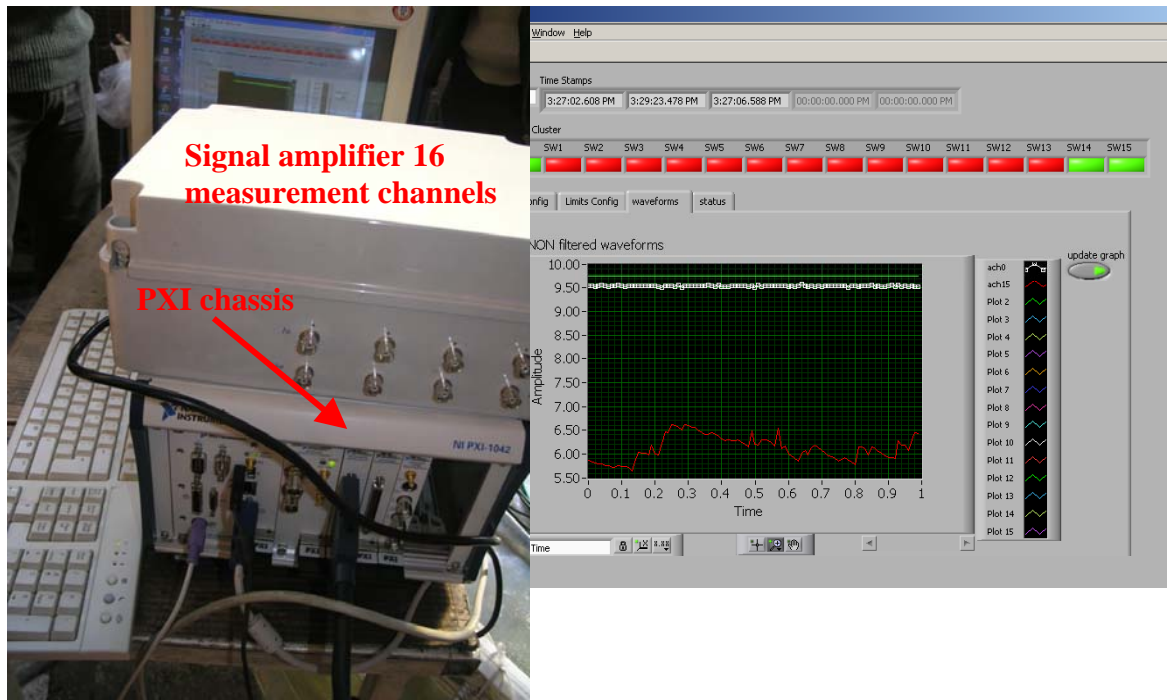 Signal amplifier 16
measurement channels
PXI chassis
NI PXI-1042
Window Help
Time Stamps
3:27:02.608 PM 3:29:23.478 PM 3:27:06.588 PM 00:00:00.000 PM 00:00:00.000 PM
Cluster
SW1 SW2 SW3 SW4 SW5 SW6 SW7 SW8 SW9 SW10 SW11 SW12 SW13 SW14 SW15
Limits Config waveforms status
NON filtered waveforms
update graph
Amplitude
10.00
9.50
9.00
8.50
8.00
7.50
7.00
6.50
6.00
5.50
0 0.1 0.2 0.3 0.4 0.5 0.6 0.7 0.8 0.9 1
Time
ach0
ach15
Plot 2
Plot 3
Plot 4
Plot 5
Plot 6
Plot 7
Plot 8
Plot 9
Plot 10
Plot 11
Plot 12
Plot 13
Plot 14
Plot 15
Time